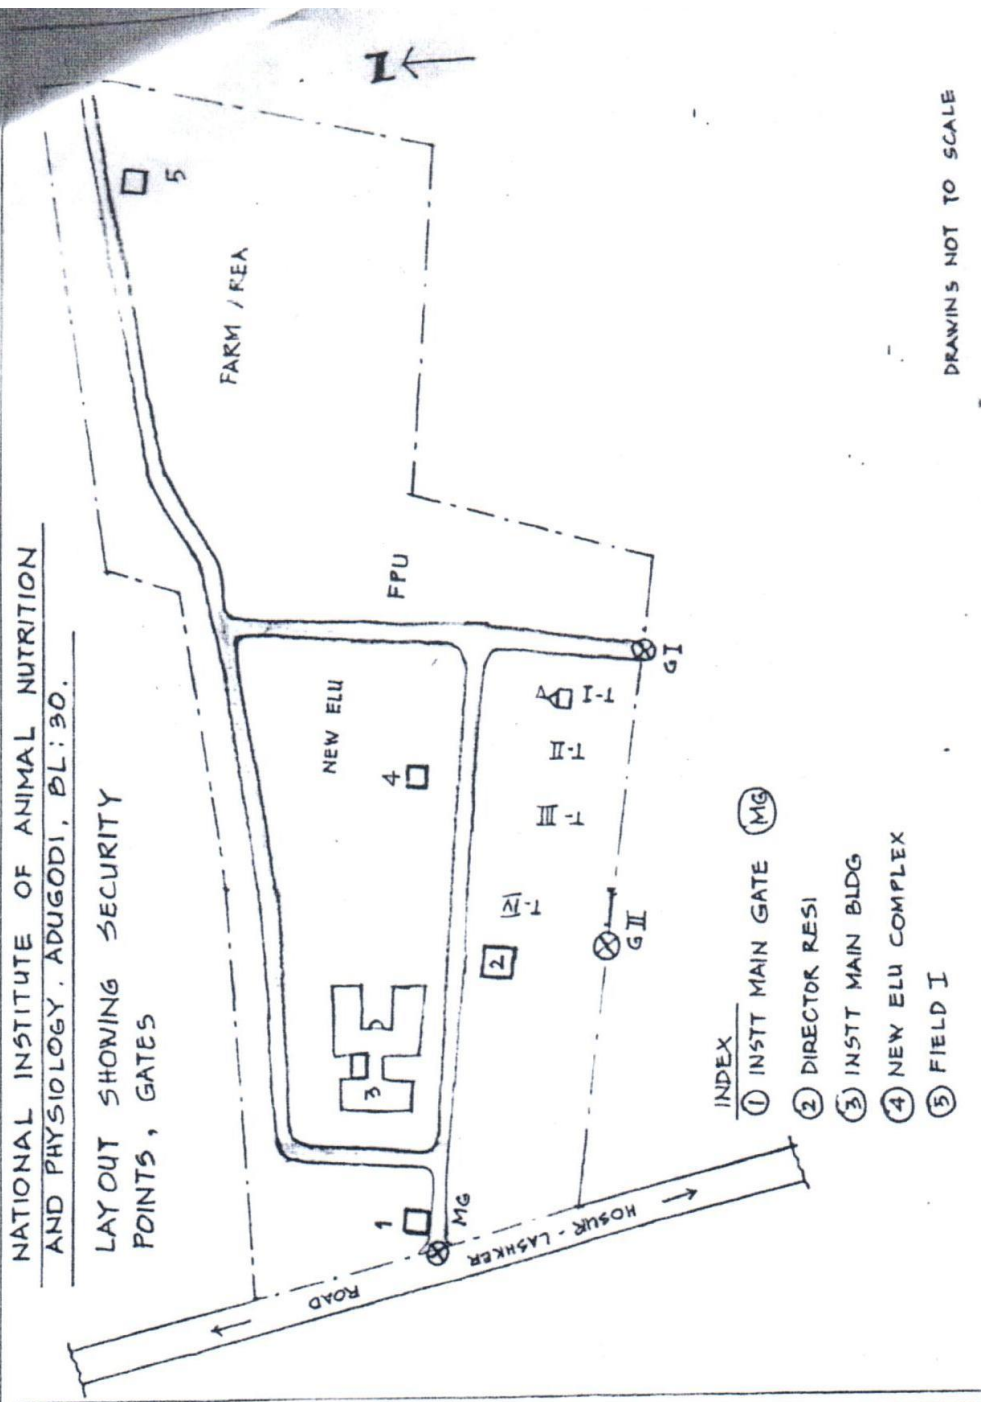 NATIONAL INSTITUTE OF ANIMAL NUTRITION
AND PHYSIOLOGY. ADUGODI, BL:30.
LAYOUT SHOWING SECURITY
POINTS, GATES
N
5
FARM /REA
FPU
NEW ELU
4
3
2
1
MG
T-I
T-II
T-III
T-IV
G I
G II
HOSUR - LASHKER
ROAD
INDEX
1 INSTT MAIN GATE MG
2 DIRECTOR RESI
3 INSTT MAIN BLDG
4 NEW ELU COMPLEX
5 FIELD I
DRAWINS NOT TO SCALE